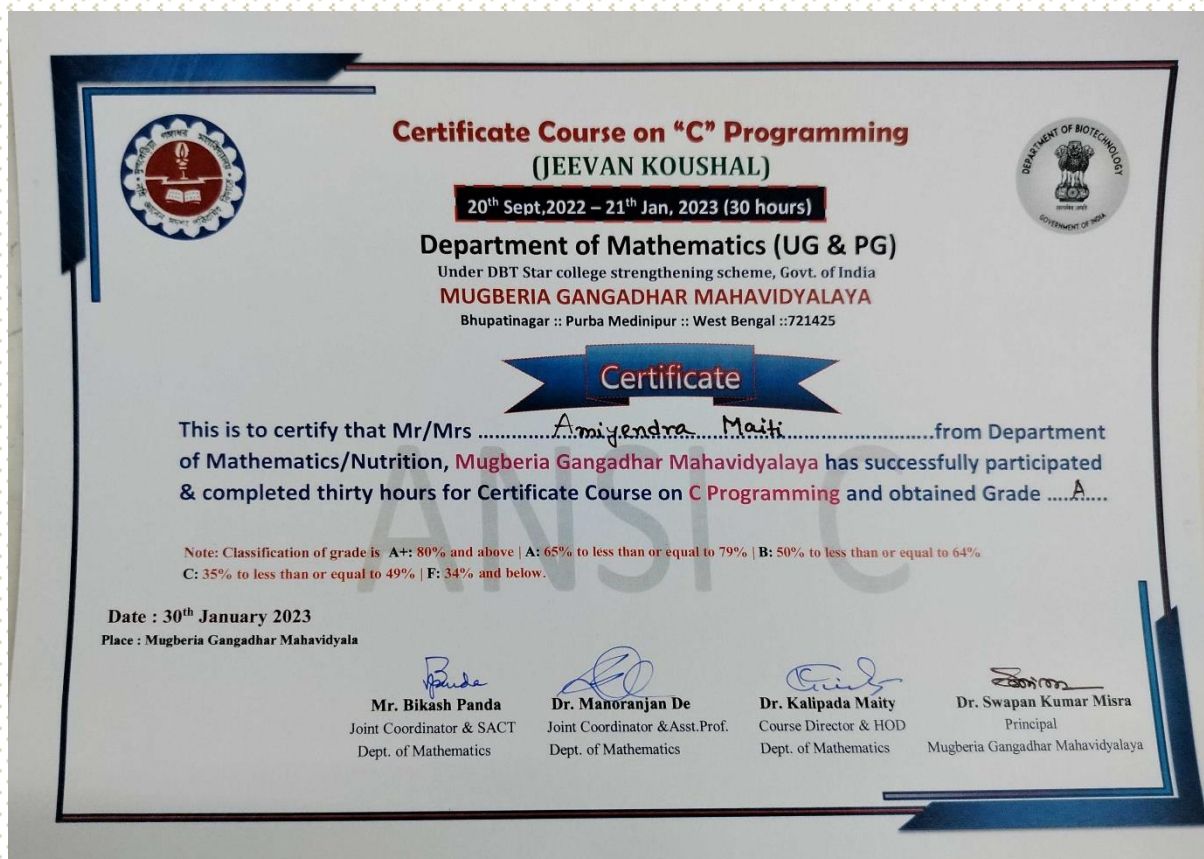 Certificate Course on “C” Programming
(JEEVAN KOUSHAL)
20th Sept,2022 – 21th Jan, 2023 (30 hours)
Department of Mathematics (UG & PG)
Under DBT Star college strengthening scheme, Govt. of India
MUGBERIA GANGADHAR MAHAVIDYALAYA
Bhupatinagar :: Purba Medinipur :: West Bengal ::721425
DEPARTMENT OF BIOTECHNOLOGY
GOVERNMENT OF INDIA
Certificate
This is to certify that Mr/Mrs ............Amiyendra Maiti......................from Department
of Mathematics/Nutrition, Mugberia Gangadhar Mahavidyalaya has successfully participated
& completed thirty hours for Certificate Course on C Programming and obtained Grade .....A....
ANSI C
Note: Classification of grade is A+: 80% and above | A: 65% to less than or equal to 79% | B: 50% to less than or equal to 64%
C: 35% to less than or equal to 49% | F: 34% and below.
Date : 30th January 2023
Place : Mugberia Gangadhar Mahavidyala
Mr. Bikash Panda
Joint Coordinator & SACT
Dept. of Mathematics
Dr. Manoranjan De
Joint Coordinator &Asst.Prof.
Dept. of Mathematics
Dr. Kalipada Maity
Course Director & HOD
Dept. of Mathematics
Dr. Swapan Kumar Misra
Principal
Mugberia Gangadhar Mahavidyalaya